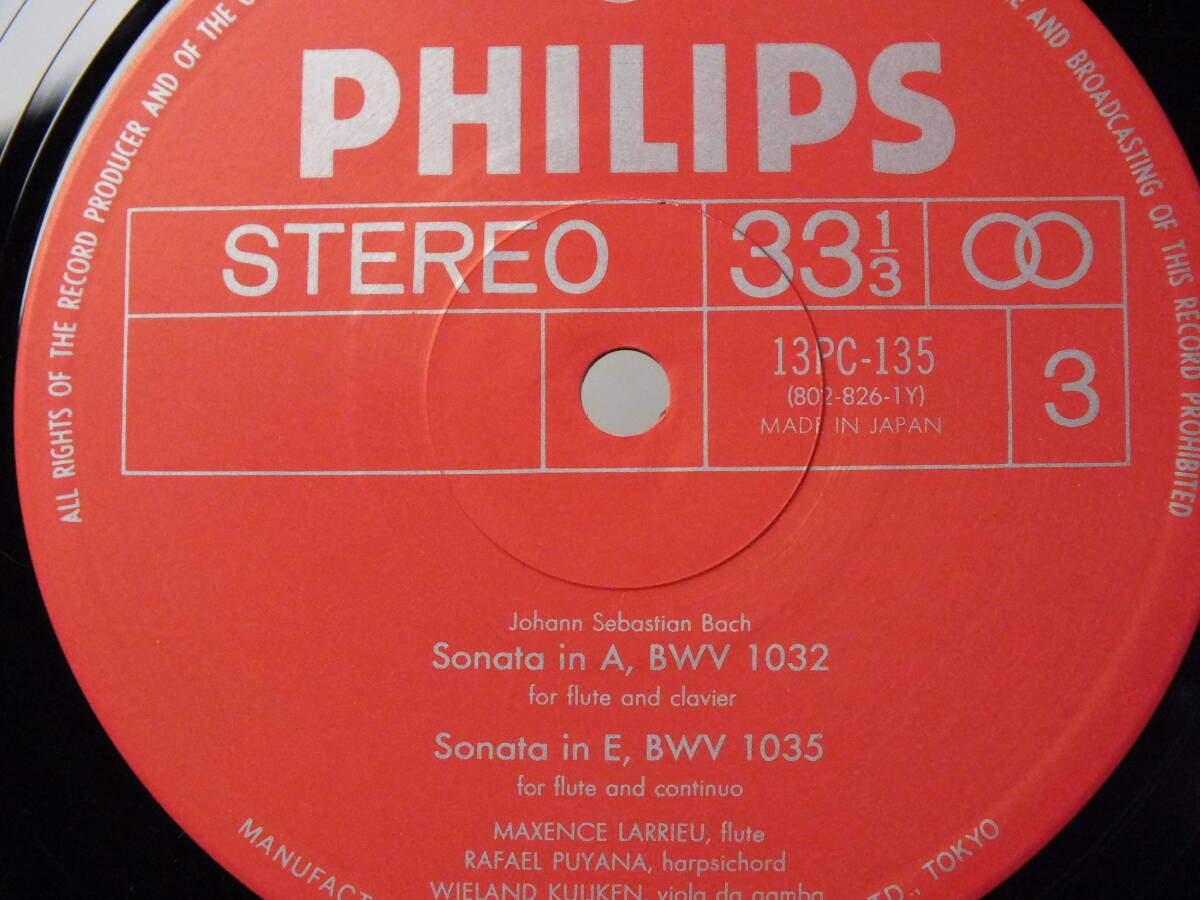 ALL RIGHTS OF THE RECORD PRODUCER AND OF THE
AND BROADCASTING OF THIS RECORD PROHIBITED
PHILIPS
STEREO
33 1/3
13PC-135
(802-826-1Y)
MADE IN JAPAN
3
Johann Sebastian Bach
Sonata in A, BWV 1032
for flute and clavier
Sonata in E, BWV 1035
for flute and continuo
MAXENCE LARRIEU, flute
RAFAEL PUYANA, harpsichord
WIELAND KUIJKEN, viola da gamba
TOKYO